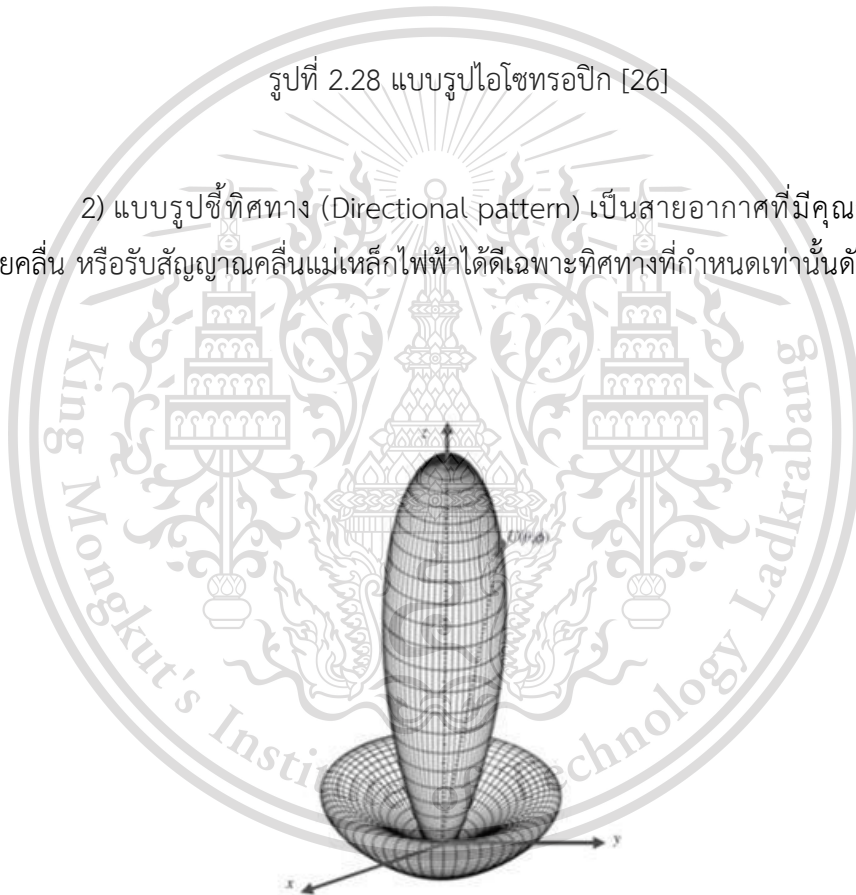 รูปที่ 2.28 แบบรูปไอโซทรอปิก [26]
2) แบบรูปชี้ทิศทาง (Directional pattern) เป็นสายอากาศที่มีคุณ
ยคลื่น หรือรับสัญญาณคลื่นแม่เหล็กไฟฟ้าได้ดีเฉพาะทิศทางที่กำหนดเท่านั้นดั
King Mongkut's Institute of Technology Ladkrabang
z
y
x